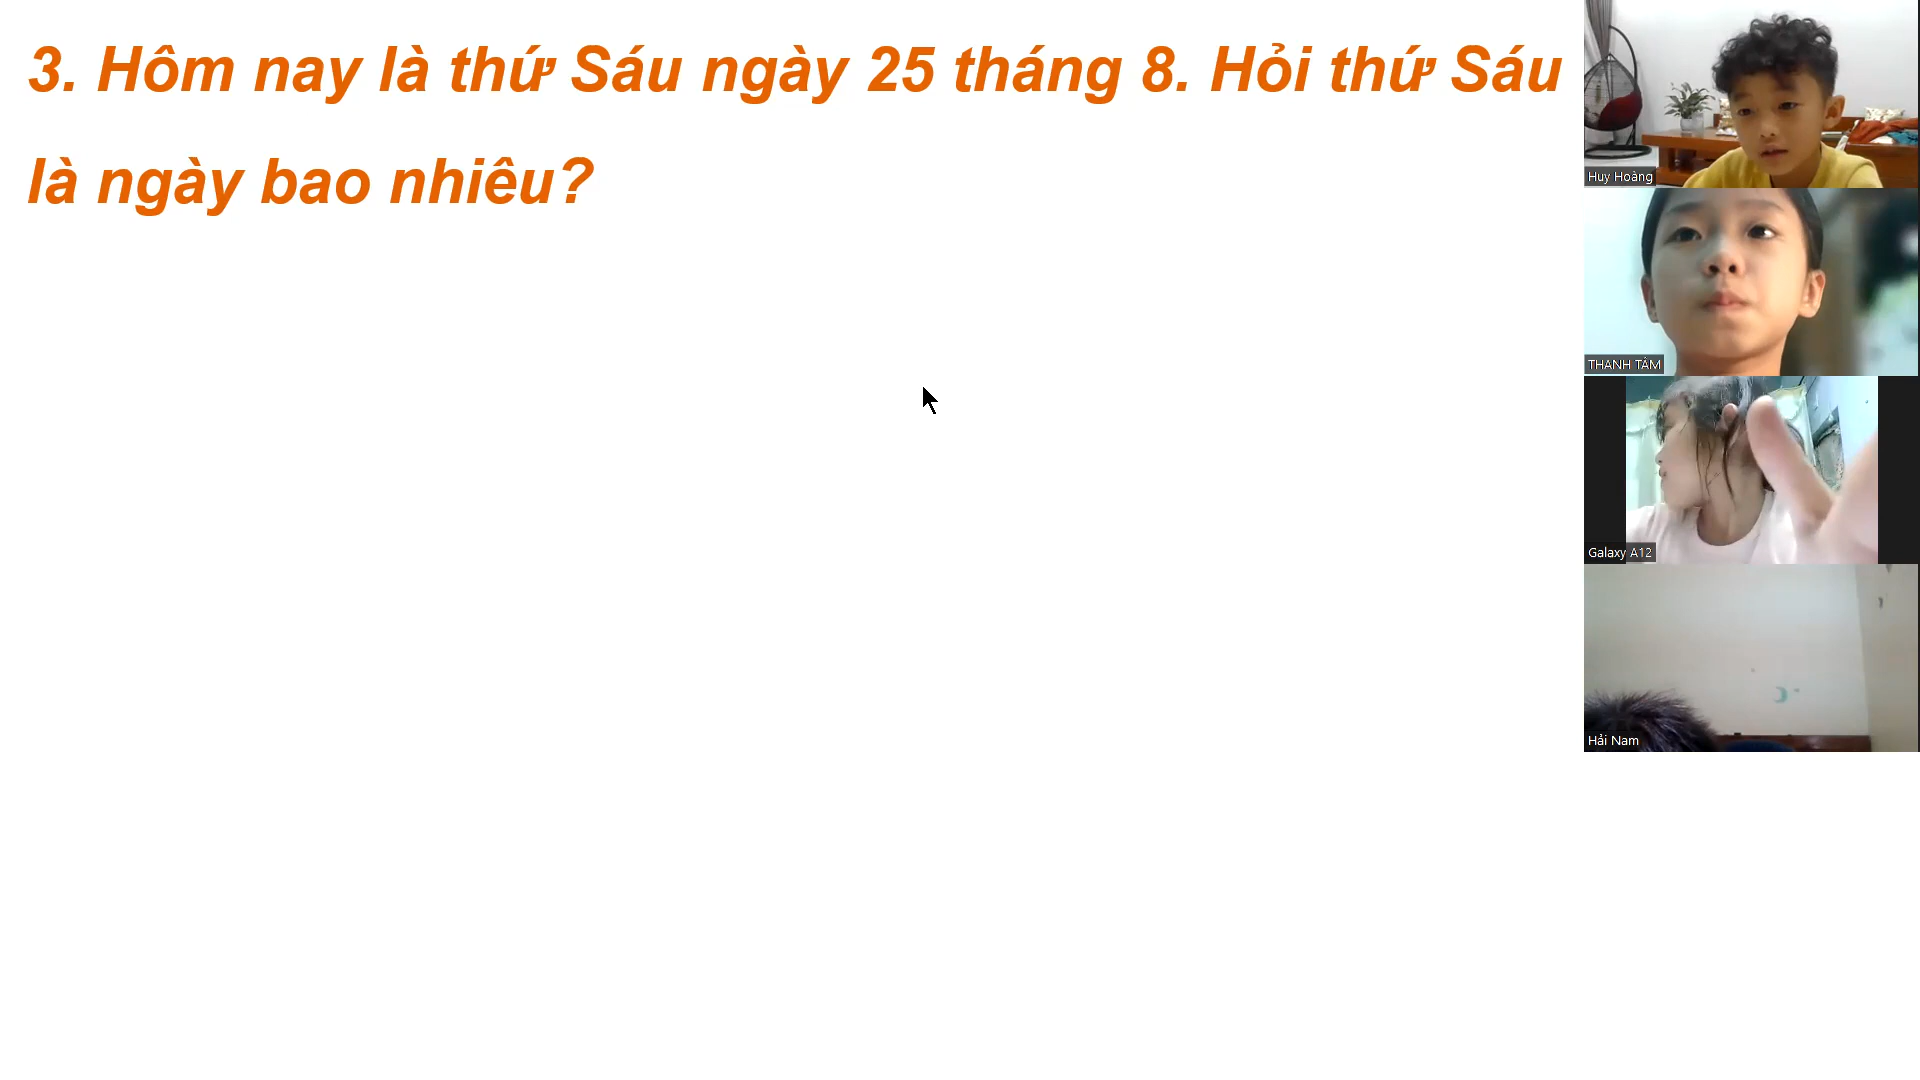 3. Hôm nay là thứ Sáu ngày 25 tháng 8. Hỏi thứ Sáu
là ngày bao nhiêu?
Huy Hoàng
THANH TÂM
Galaxy A12
Hải Nam